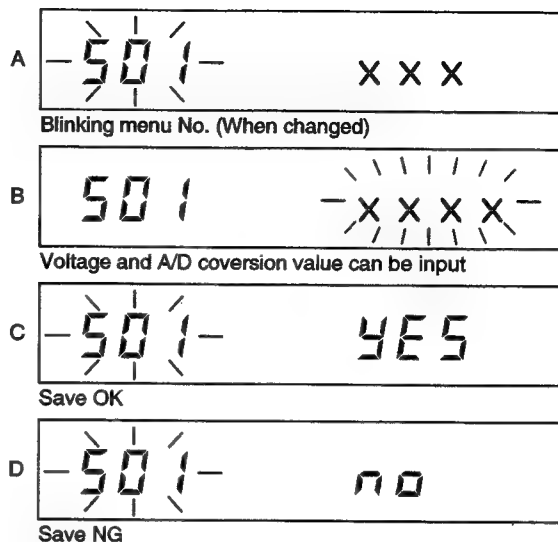 A 501 x x x
Blinking menu No. (When changed)
B 501 x x x x
Voltage and A/D coversion value can be input
C 501 YES
Save OK
D 501 no
Save NG